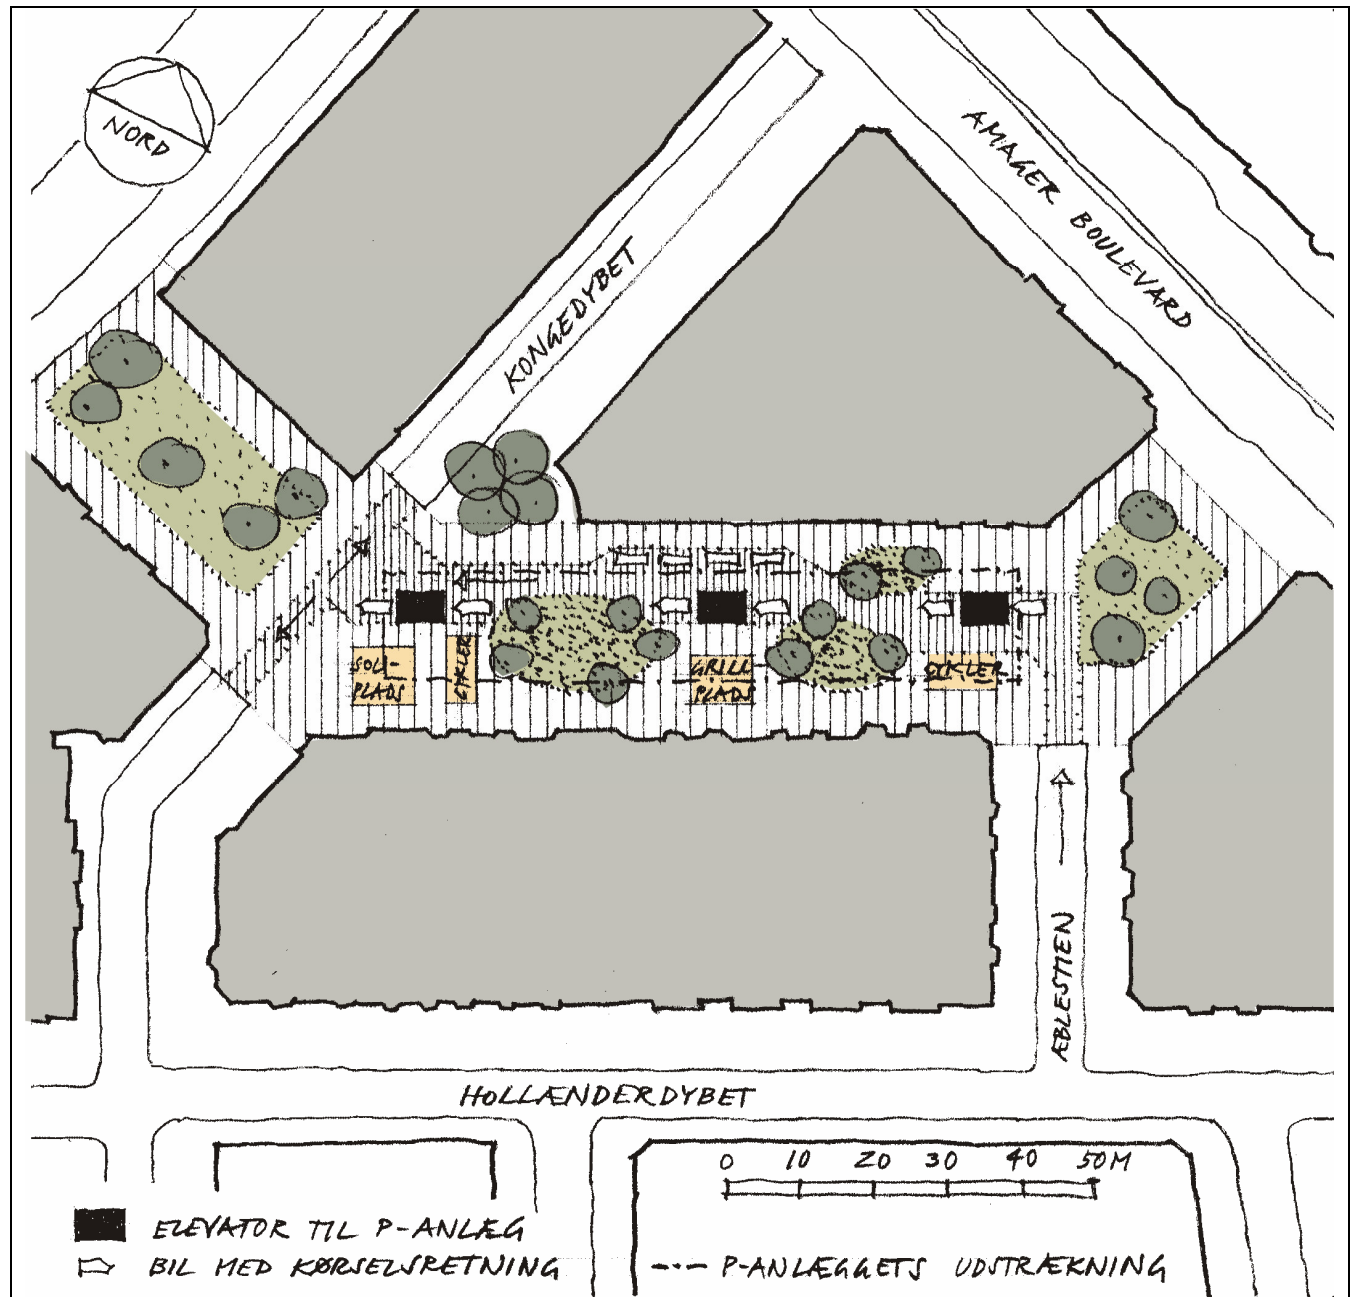 NORD
AMAGER BOULEVARD
KONGEDYBET
SOL-
PLADS
CYKLER
GRILL
PLADS
CYKLER
ÆBLESTIEN
HOLLÆNDERDYBET
0 10 20 30 40 50M
ELEVATOR TIL P-ANLÆG
BIL MED KØRSELSRETNING
P-ANLÆGGETS UDSTRÆKNING